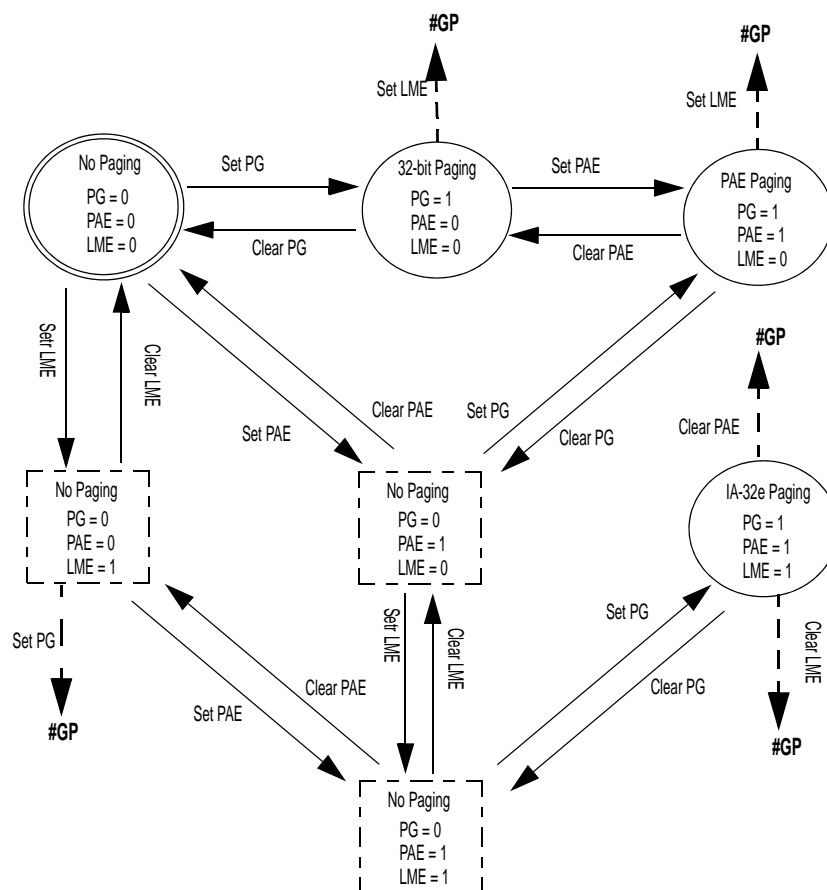 #GP
#GP
#GP
Set LME
Set LME
No Paging
PG = 0
PAE = 0
LME = 0
Set PG
Clear PG
32-bit Paging
PG = 1
PAE = 0
LME = 0
Set PAE
Clear PAE
PAE Paging
PG = 1
PAE = 1
LME = 0
Setr LME
Clear LME
Set PAE
Clear PAE
Set PG
Clear PG
Clear PAE
No Paging
PG = 0
PAE = 0
LME = 1
No Paging
PG = 0
PAE = 1
LME = 0
IA-32e Paging
PG = 1
PAE = 1
LME = 1
Set PG
#GP
Set PAE
Clear PAE
Setr LME
Clear LME
Set PG
Clear PG
Clear LME
#GP
No Paging
PG = 0
PAE = 1
LME = 1